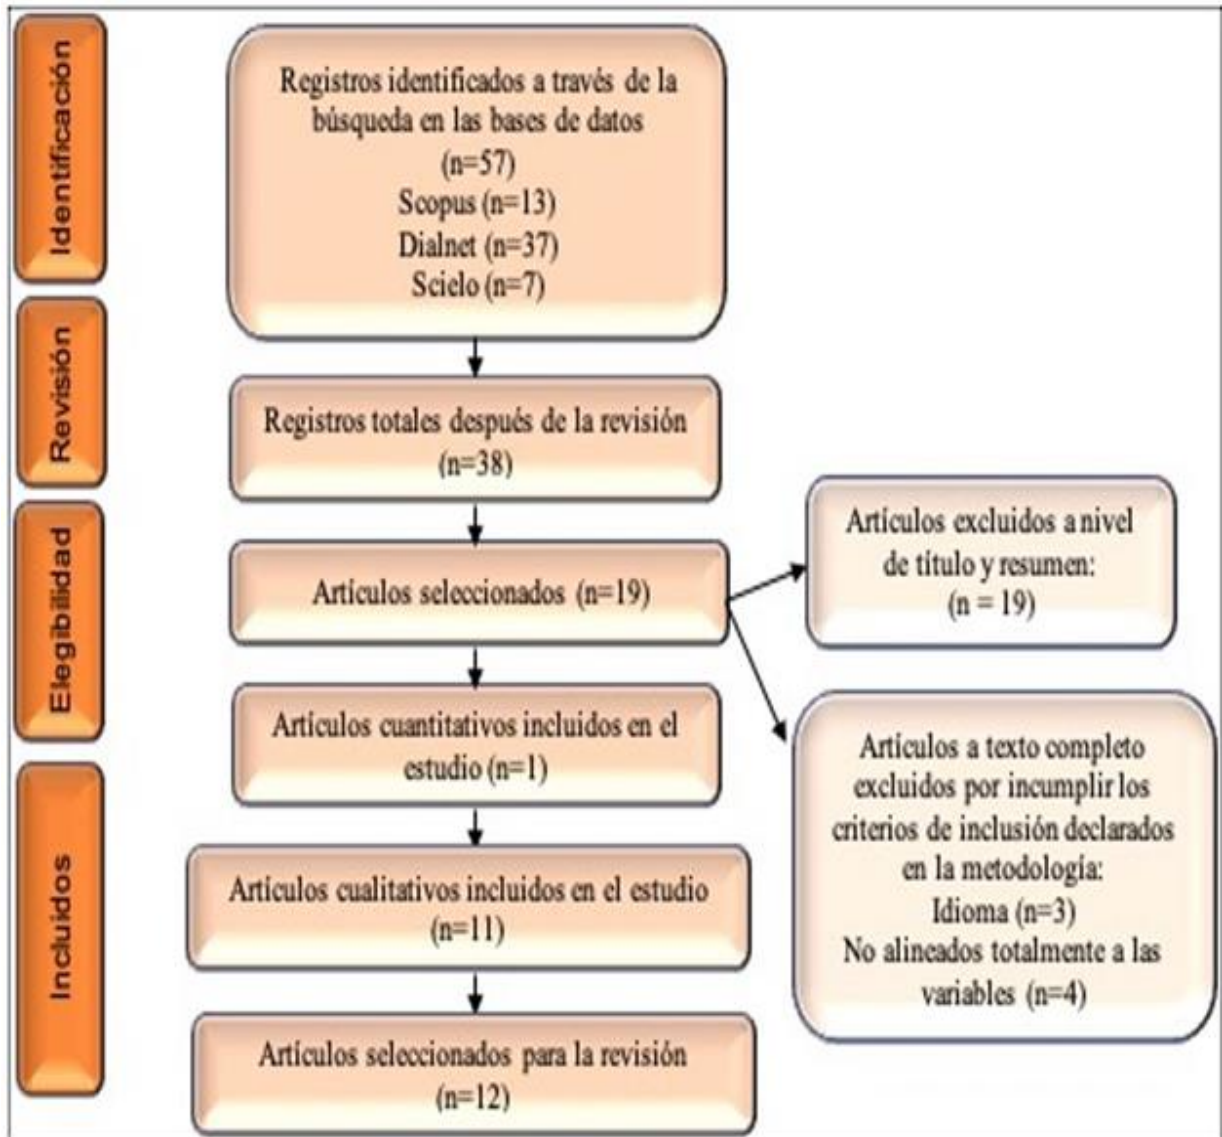 Identificación
Registros identificados a través de la
búsqueda en las bases de datos
(n=57)
Scopus (n=13)
Dialnet (n=37)
Scielo (n=7)
Revisión
Registros totales después de la revisión
(n=38)
Elegibilidad
Artículos seleccionados (n=19)
Artículos excluidos a nivel
de título y resumen:
(n = 19)
Artículos a texto completo
excluidos por incumplir los
criterios de inclusión declarados
en la metodología:
Idioma (n=3)
No alineados totalmente a las
variables (n=4)
Artículos cuantitativos incluidos en el
estudio (n=1)
Incluidos
Artículos cualitativos incluidos en el estudio
(n=11)
Artículos seleccionados para la revisión
(n=12)